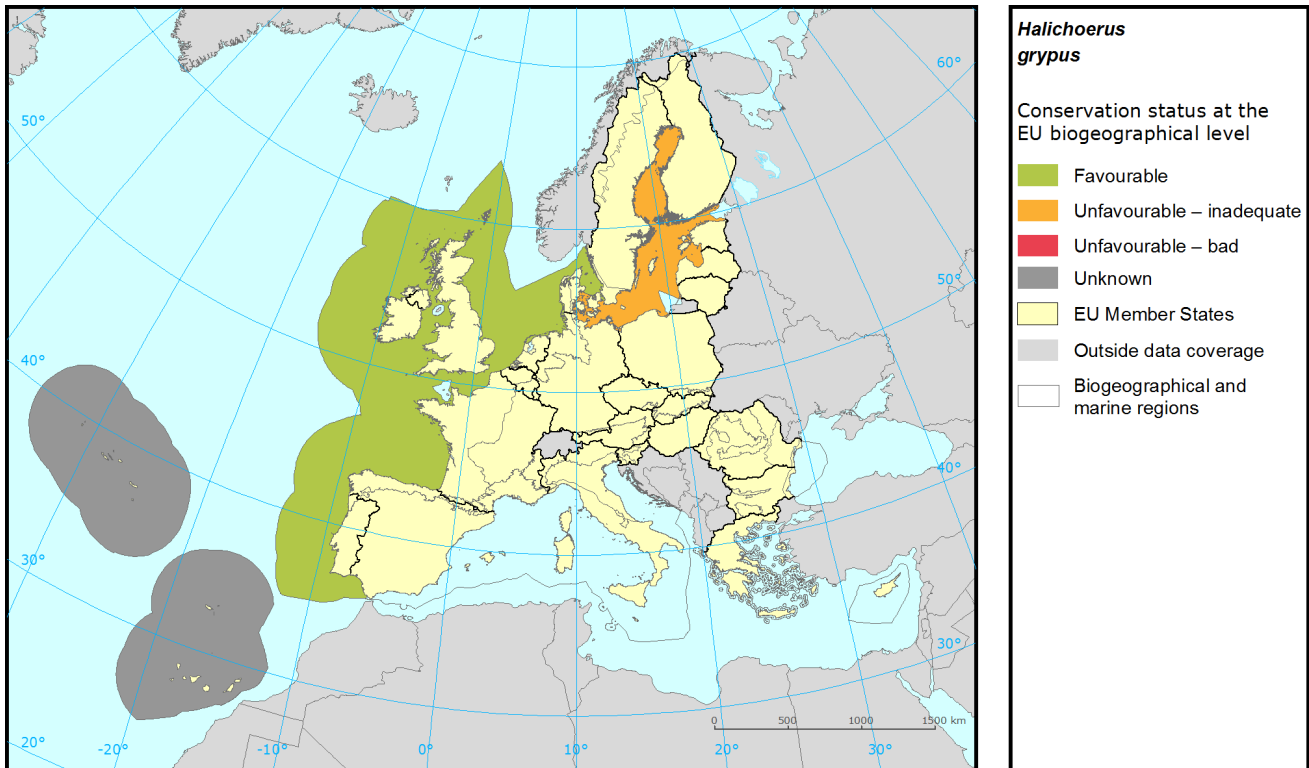 Halichoerus
grypus
Conservation status at the
EU biogeographical level
Favourable
Unfavourable – inadequate
Unfavourable – bad
Unknown
EU Member States
Outside data coverage
Biogeographical and
marine regions
60°
50°
50°
40°
40°
30°
30°
0 500 1000 1500 km
20° -20° -10° 0° 10° 20° 30°